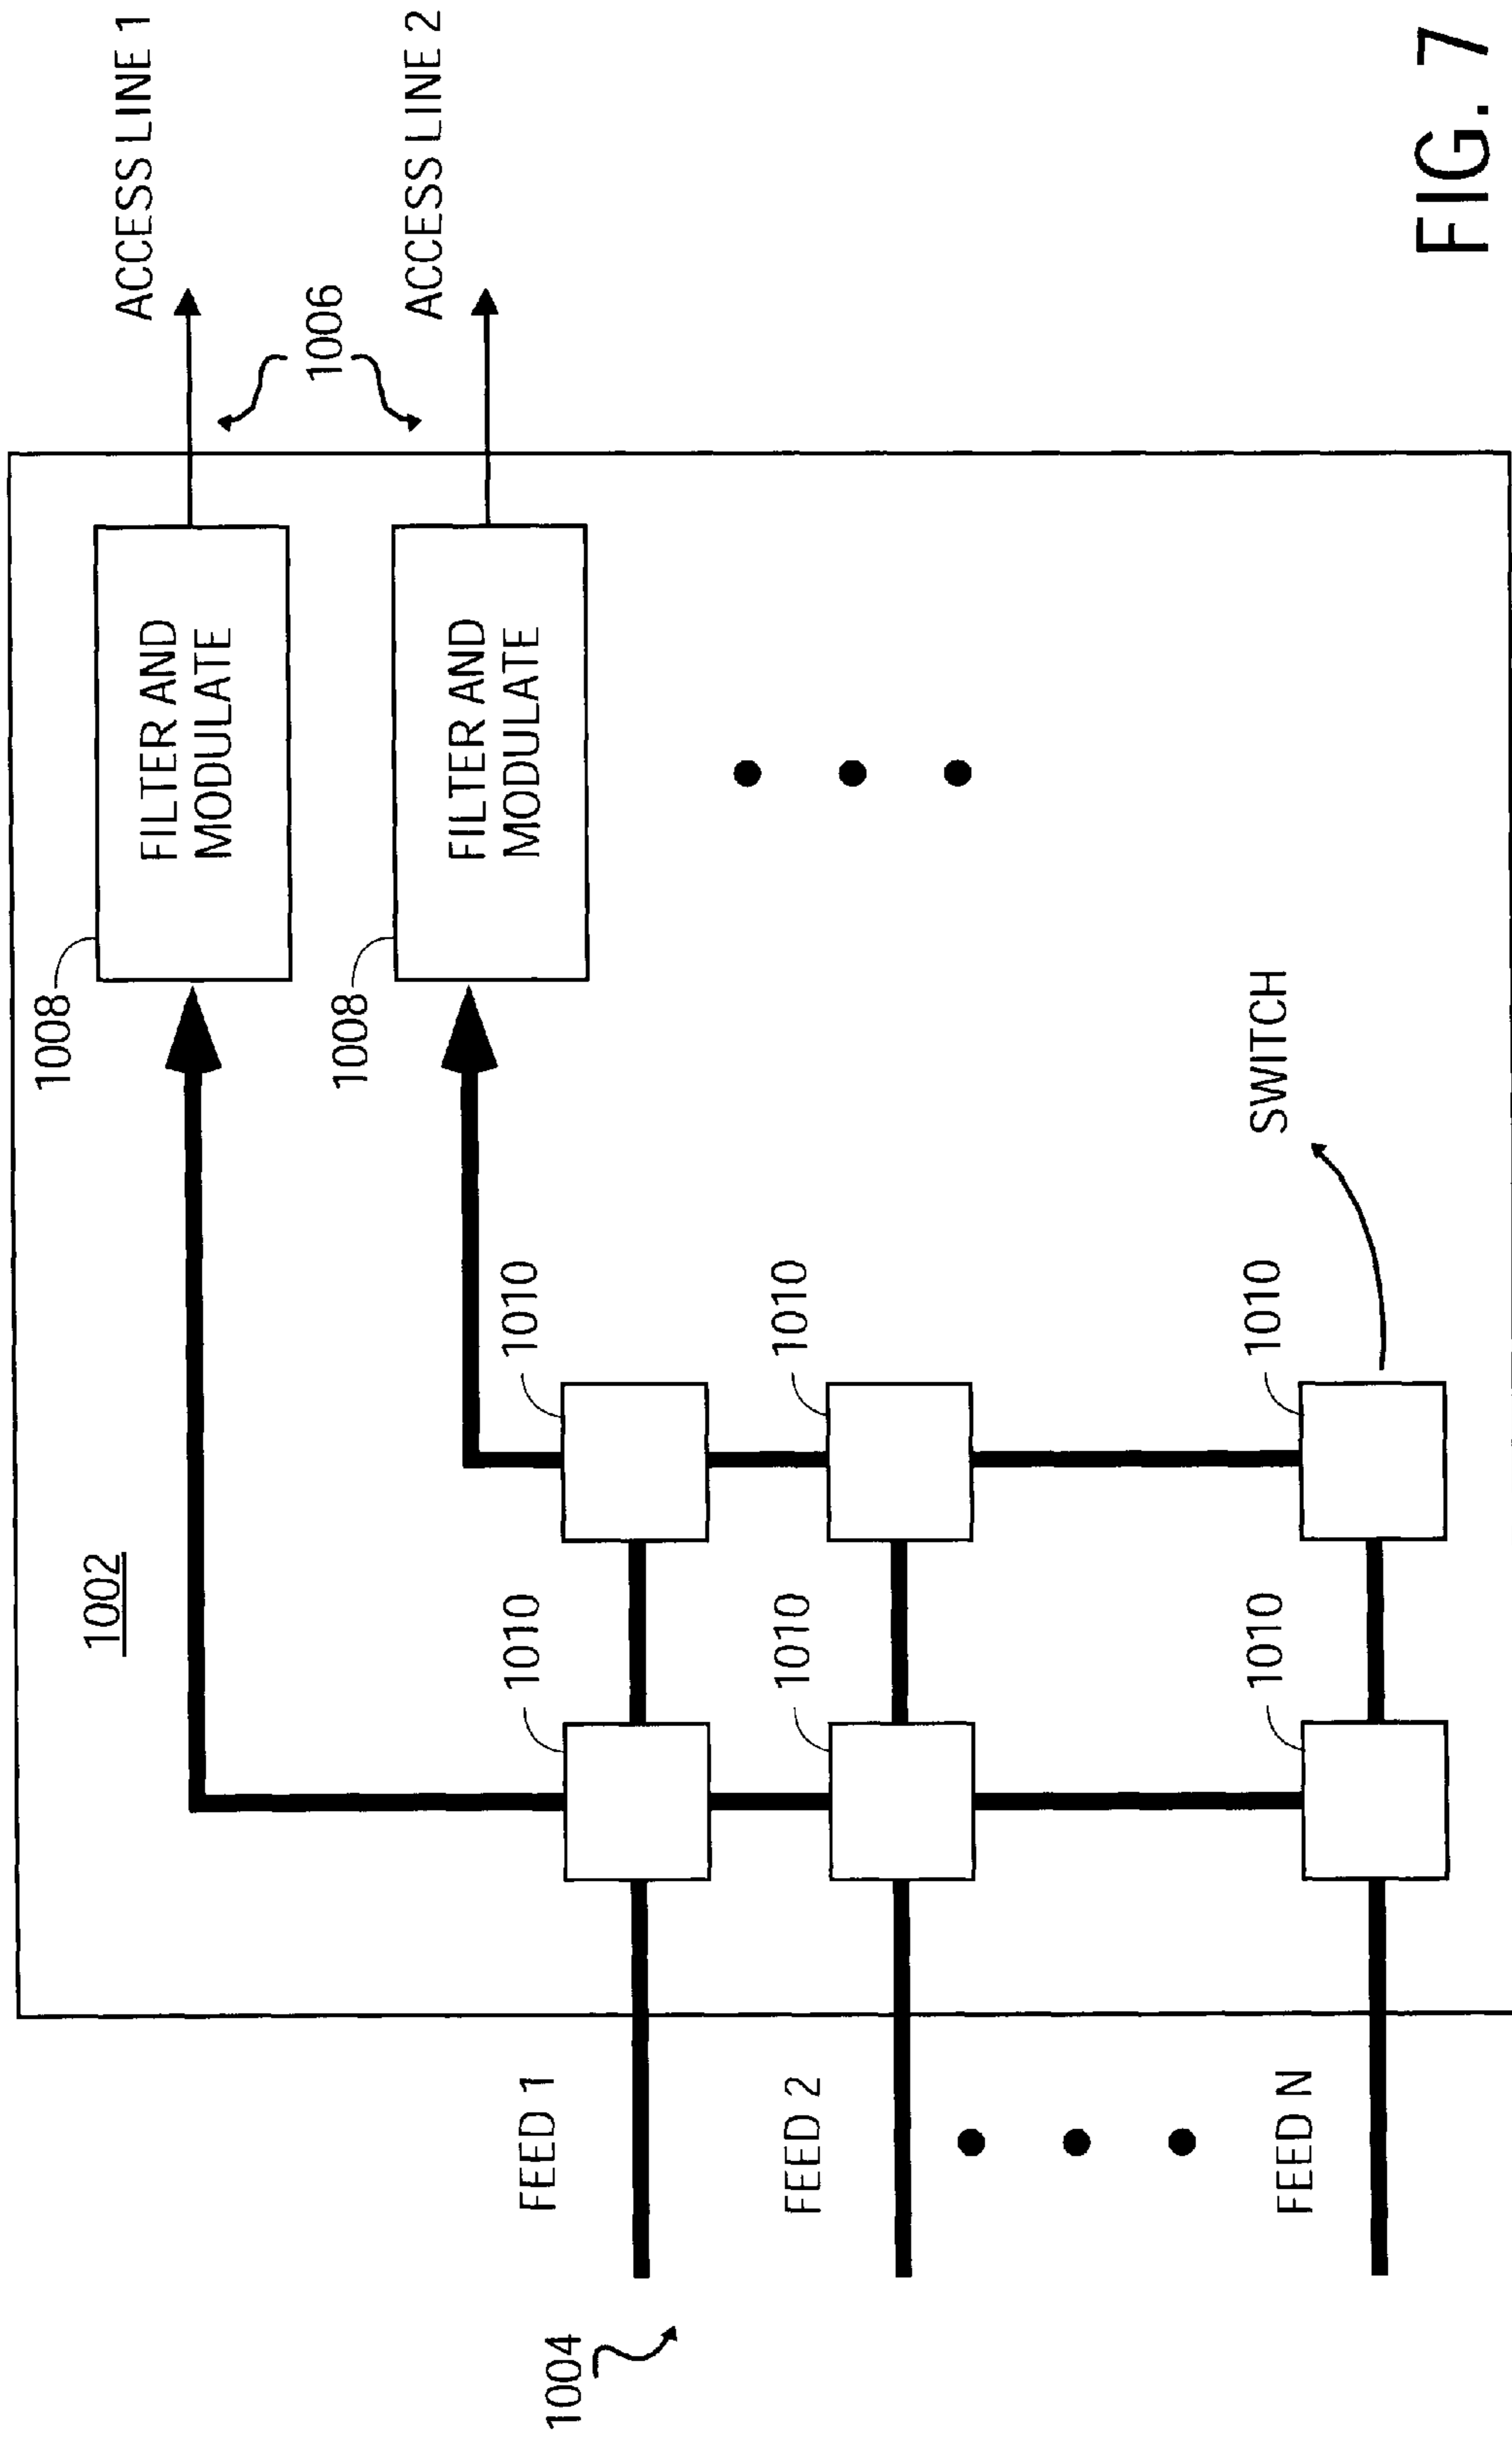 1002
1008
FILTER AND
MODULATE
ACCESS LINE 1
1006
1008
FILTER AND
MODULATE
ACCESS LINE 2
1004
FEED 1
1010
1010
FEED 2
1010
1010
FEED N
1010
1010
SWITCH
FIG. 7